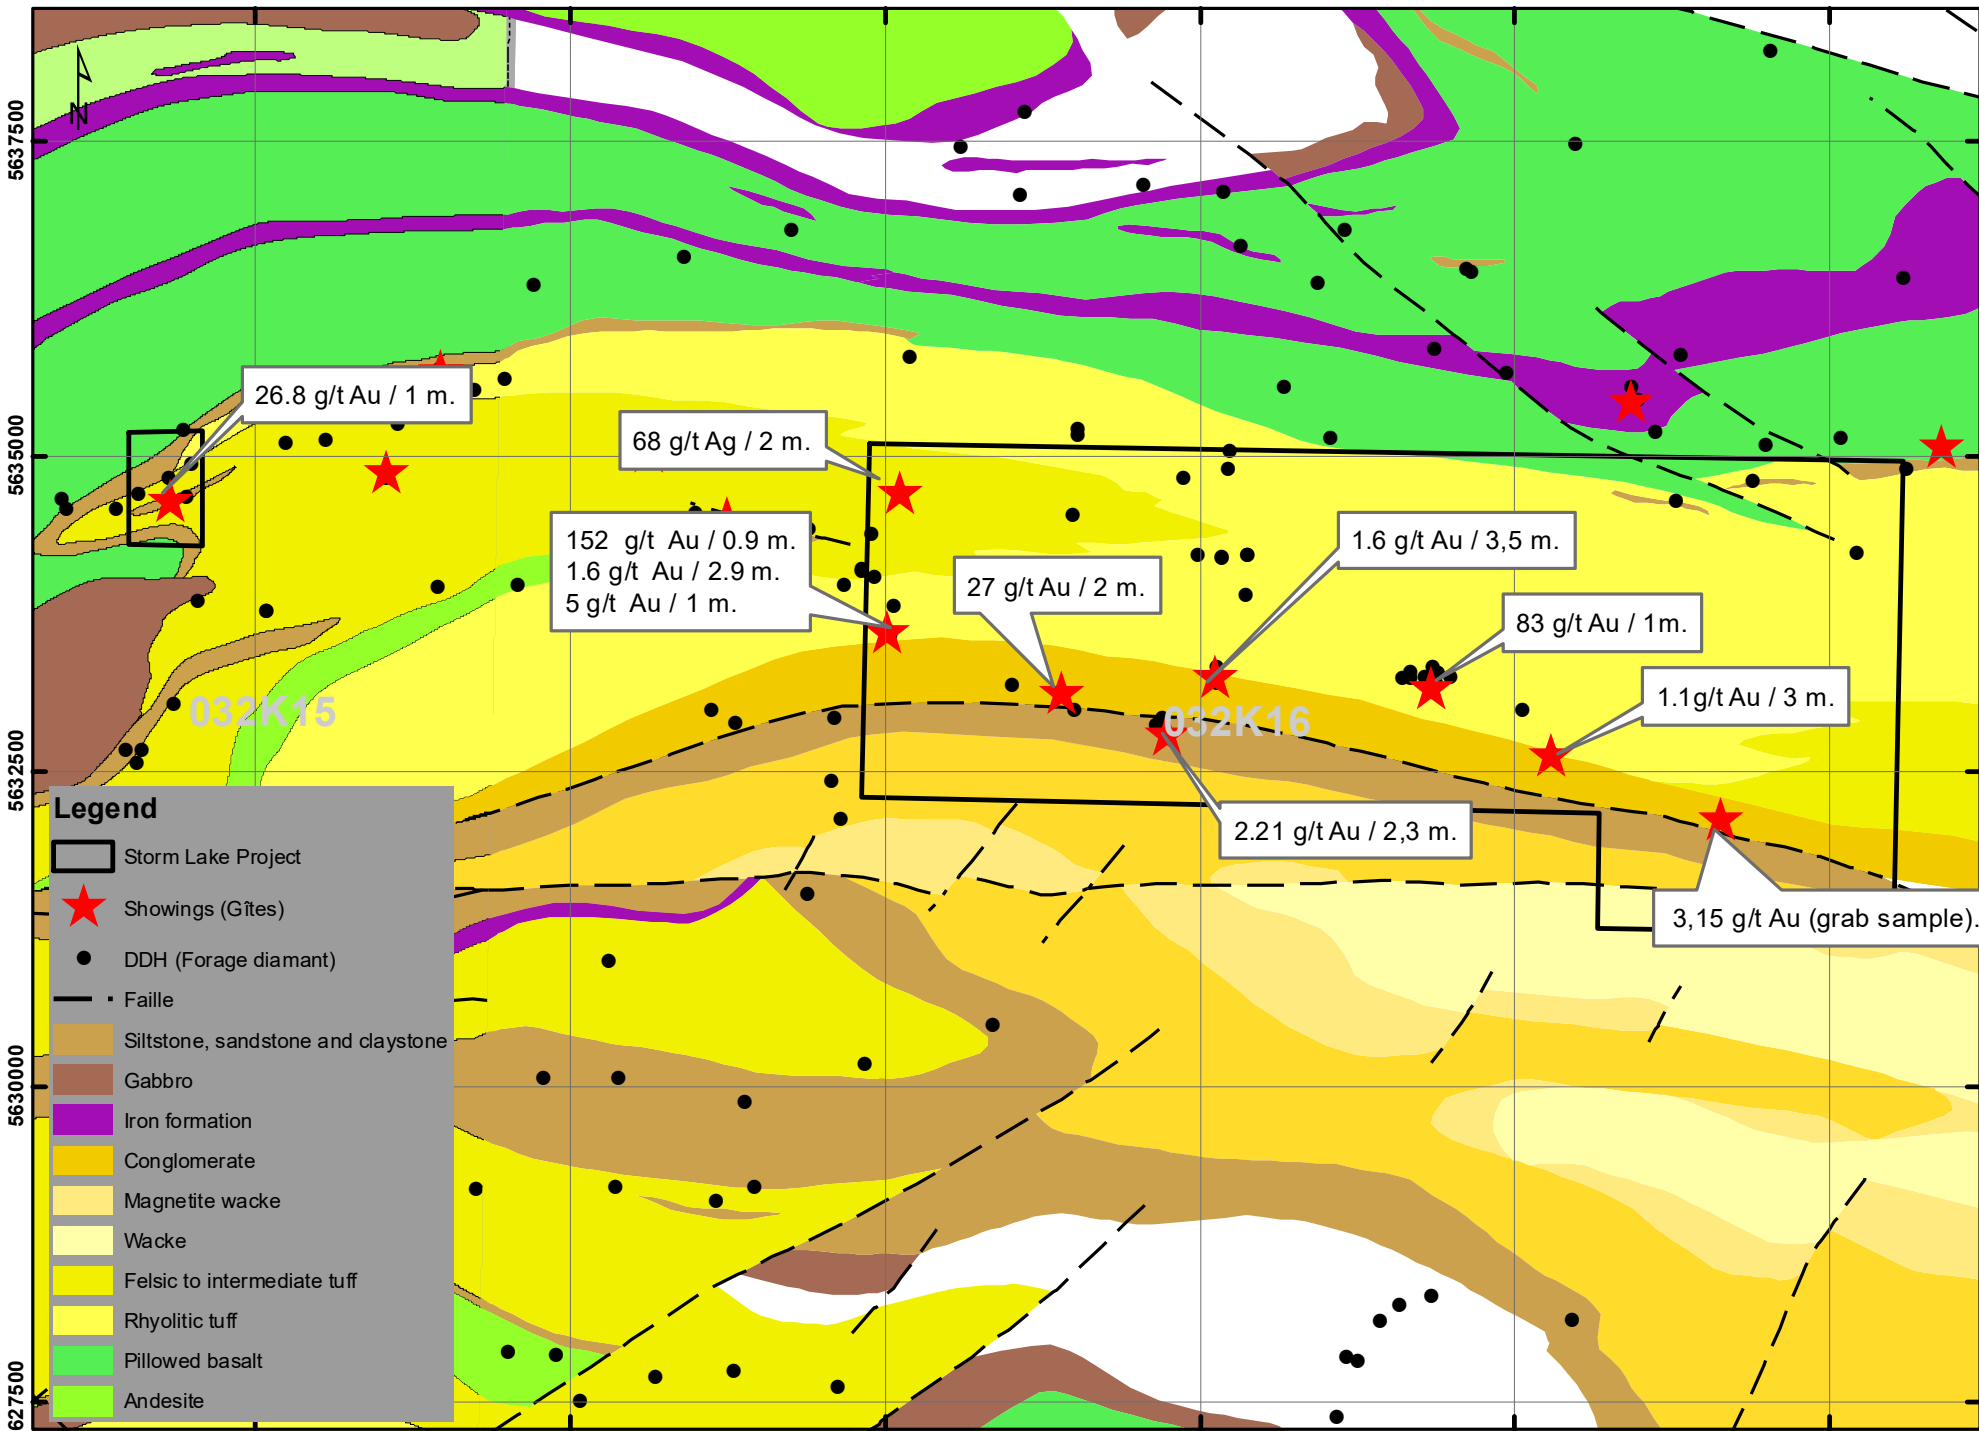 N
5637500
5635000
5632500
5630000
627500
26.8 g/t Au / 1 m.
68 g/t Ag / 2 m.
152 g/t Au / 0.9 m.
1.6 g/t Au / 2.9 m.
5 g/t Au / 1 m.
27 g/t Au / 2 m.
1.6 g/t Au / 3,5 m.
83 g/t Au / 1m.
1.1g/t Au / 3 m.
032K15
032K16
2.21 g/t Au / 2,3 m.
3,15 g/t Au (grab sample).
Legend
Storm Lake Project
Showings (Gîtes)
DDH (Forage diamant)
Faille
Siltstone, sandstone and claystone
Gabbro
Iron formation
Conglomerate
Magnetite wacke
Wacke
Felsic to intermediate tuff
Rhyolitic tuff
Pillowed basalt
Andesite